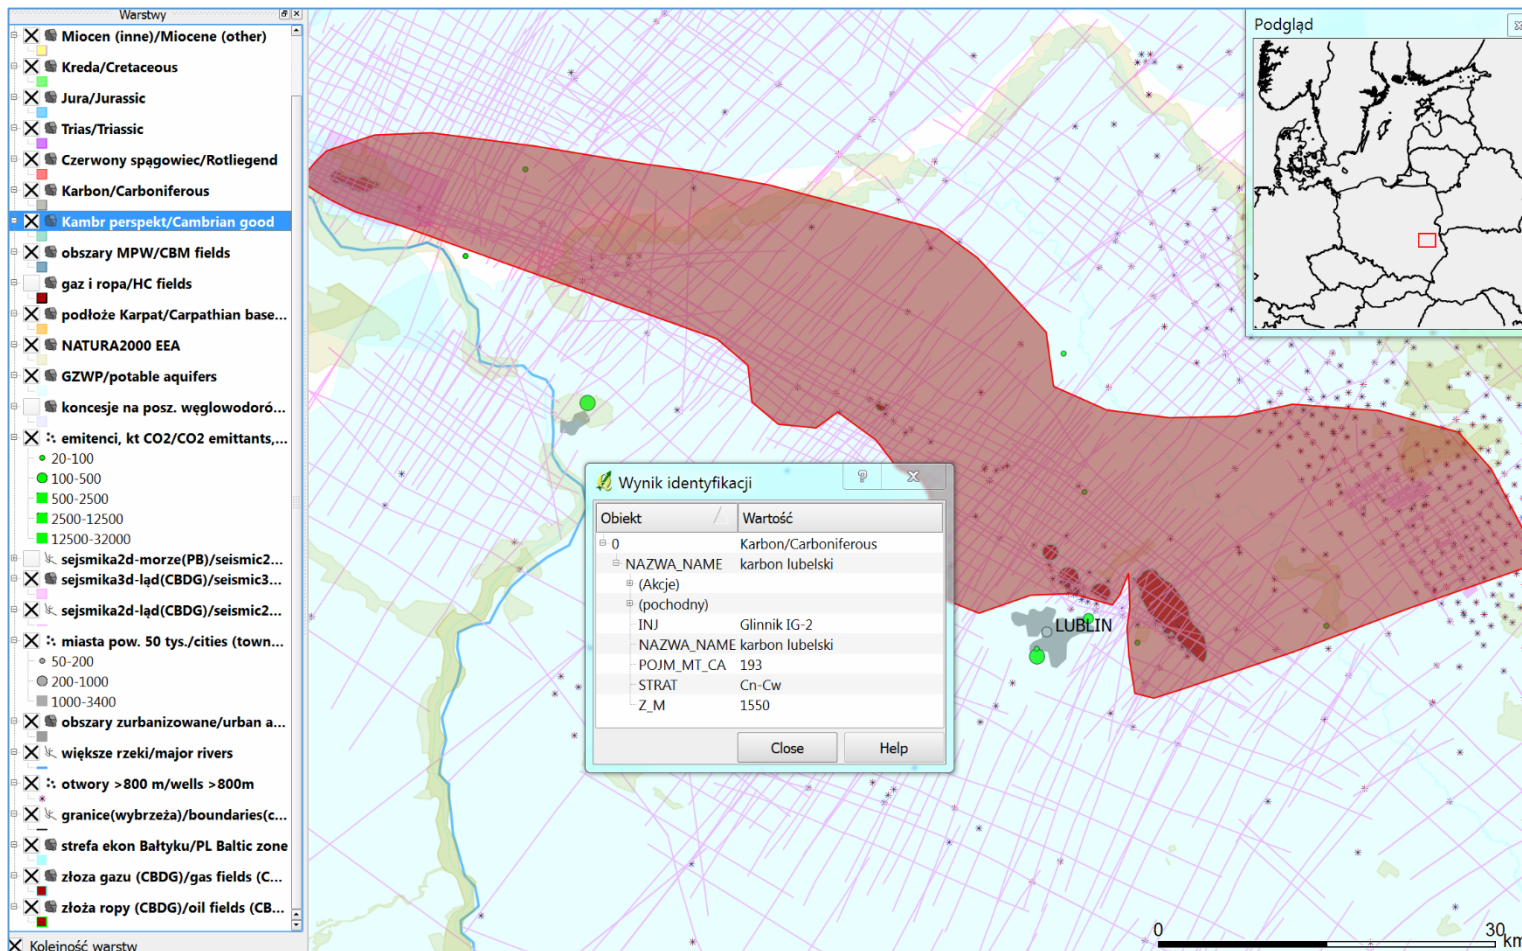 Warstwy
Miocen (inne)/Miocene (other)
Kreda/Cretaceous
Jura/Jurassic
Trias/Triassic
Czerwony spągowiec/Rotliegend
Karbon/Carboniferous
Kambr perspekt/Cambrian good
obszary MPW/CBM fields
gaz i ropa/HC fields
podłoże Karpat/Carpathian base...
NATURA2000 EEA
GZWP/potable aquifers
koncesje na posz. węglowodoró...
emitenci, kt CO2/CO2 emittants,...
20-100
100-500
500-2500
2500-12500
12500-32000
sejsmika2d-morze(PB)/seismic2...
sejsmika3d-ląd(CBDG)/seismic3...
sejsmika2d-ląd(CBDG)/seismic2...
miasta pow. 50 tys./cities (town...
50-200
200-1000
1000-3400
obszary zurbanizowane/urban a...
większe rzeki/major rivers
otwory >800 m/wells >800m
granice(wybrzeża)/boundaries(c...
strefa ekon Bałtyku/PL Baltic zone
złoża gazu (CBDG)/gas fields (C...
złoża ropy (CBDG)/oil fields (CB...
Kolejność warstw
Podgląd
Wynik identyfikacji
Obiekt Wartość
0 Karbon/Carboniferous
NAZWA_NAME karbon lubelski
(Akcje)
(pochodny)
INJ Glinnik IG-2
NAZWA_NAME karbon lubelski
POJM_MT_CA 193
STRAT Cn-Cw
Z_M 1550
Close Help
LUBLIN
0 30
km